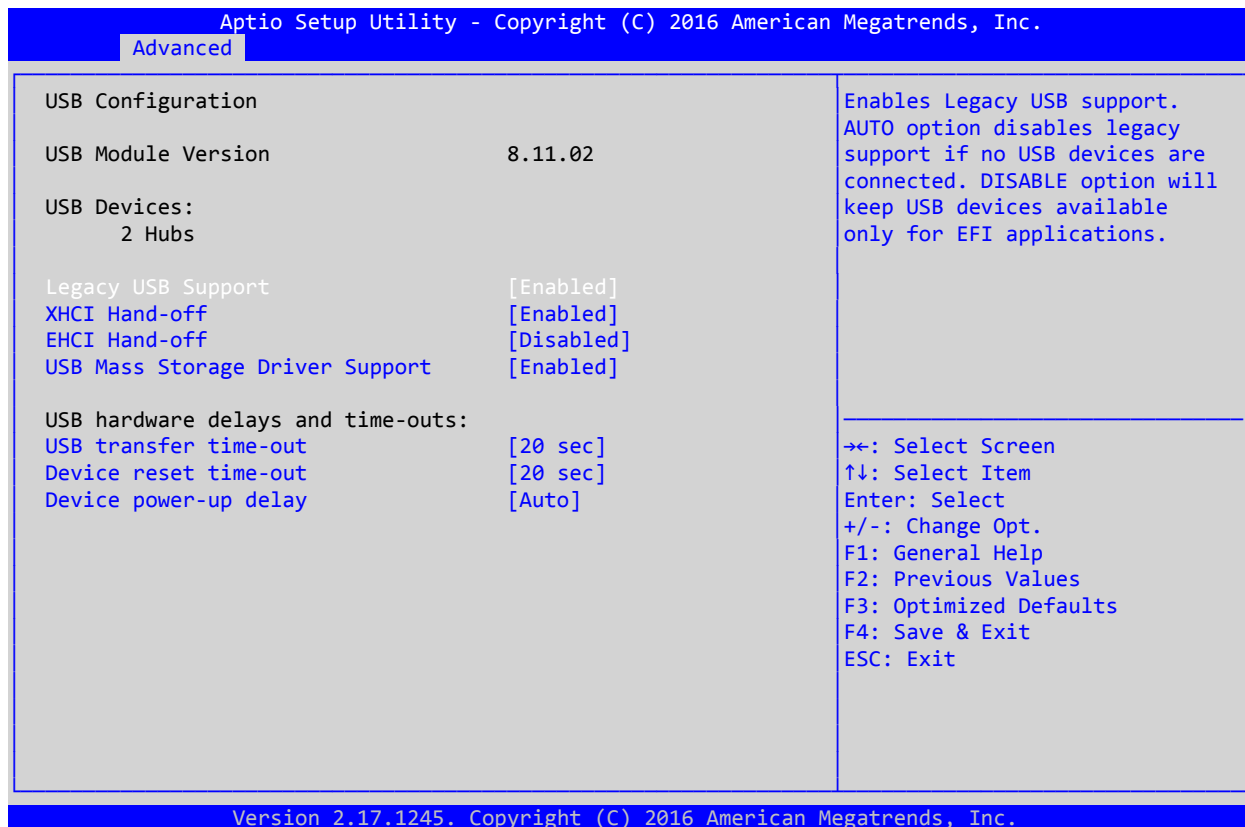 Aptio Setup Utility - Copyright (C) 2016 American Megatrends, Inc.
Advanced
USB Configuration
USB Module Version 8.11.02
USB Devices:
2 Hubs
Legacy USB Support [Enabled]
XHCI Hand-off [Enabled]
EHCI Hand-off [Disabled]
USB Mass Storage Driver Support [Enabled]
USB hardware delays and time-outs:
USB transfer time-out [20 sec]
Device reset time-out [20 sec]
Device power-up delay [Auto]
Enables Legacy USB support.
AUTO option disables legacy
support if no USB devices are
connected. DISABLE option will
keep USB devices available
only for EFI applications.
→←: Select Screen
↑↓: Select Item
Enter: Select
+/-: Change Opt.
F1: General Help
F2: Previous Values
F3: Optimized Defaults
F4: Save & Exit
ESC: Exit
Version 2.17.1245. Copyright (C) 2016 American Megatrends, Inc.